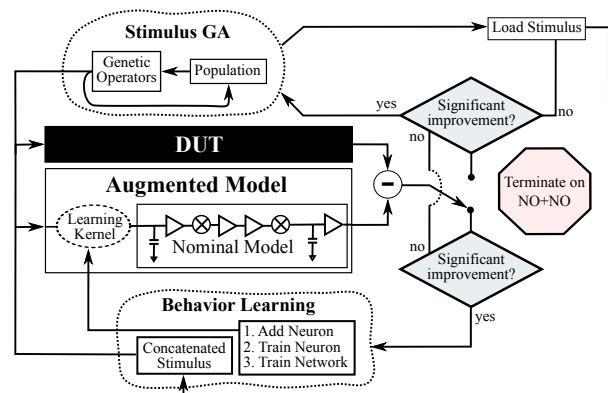 Stimulus GA
Genetic
Operators
Population
Load Stimulus
Significant
improvement?
yes
no
no
DUT
Augmented Model
Learning
Kernel
Nominal Model
−
Terminate on
NO+NO
no
Significant
improvement?
yes
Behavior Learning
Concatenated
Stimulus
1. Add Neuron
2. Train Neuron
3. Train Network